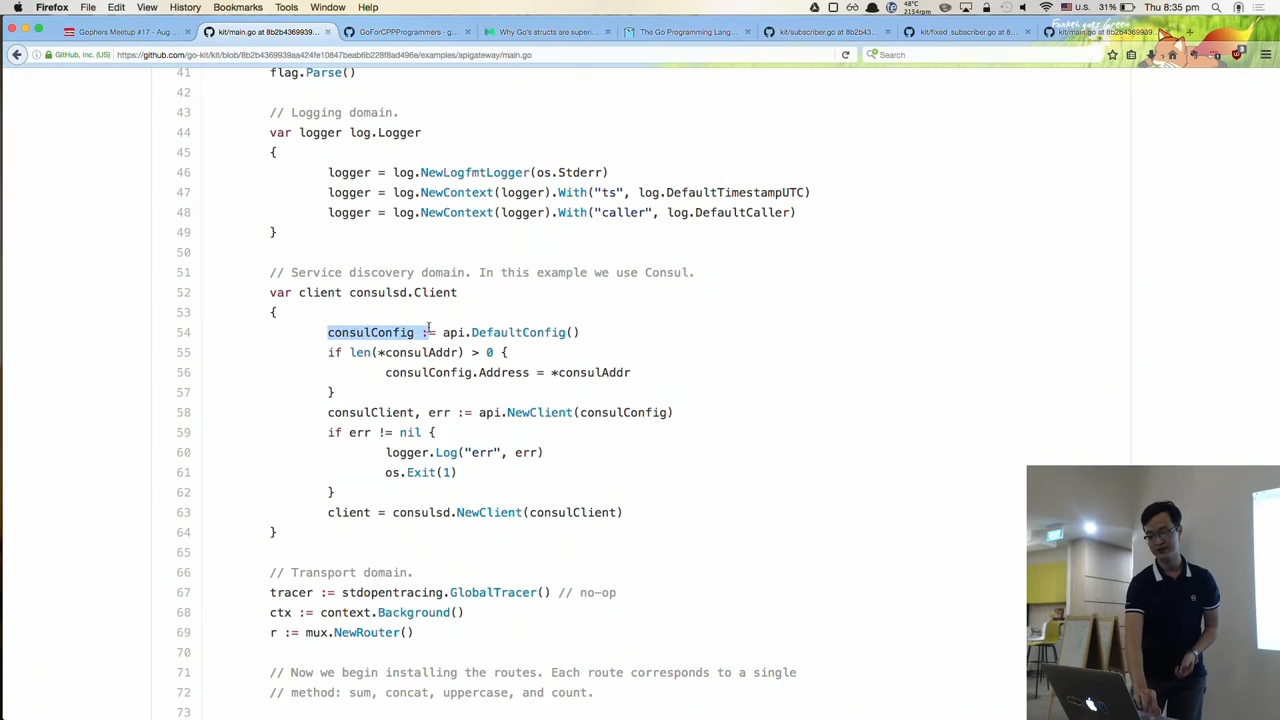 Firefox File Edit View History Bookmarks Tools Window Help 48°C 2154rpm U.S. 31% Thu 8:35 pm
Gophers Meetup #17 - Aug ... kit/main.go at 8b2b4369939... GoForCPPProgrammers - g... Why Go's structs are superi... The Go Programming Lang... kit/subscriber.go at 8b2b43... kit/fixed_subscriber.go at 8... kit/main.go at 8b2b4369939...
GitHub, Inc. (US) https://github.com/go-kit/kit/blob/8b2b4369939aa424fe10847beab6b228f8ad496e/examples/apigateway/main.go Search
41 flag.Parse()
42
43 // Logging domain.
44 var logger log.Logger
45 {
46 logger = log.NewLogfmtLogger(os.Stderr)
47 logger = log.NewContext(logger).With("ts", log.DefaultTimestampUTC)
48 logger = log.NewContext(logger).With("caller", log.DefaultCaller)
49 }
50
51 // Service discovery domain. In this example we use Consul.
52 var client consulsd.Client
53 {
54 consulConfig := api.DefaultConfig()
55 if len(*consulAddr) > 0 {
56 consulConfig.Address = *consulAddr
57 }
58 consulClient, err := api.NewClient(consulConfig)
59 if err != nil {
60 logger.Log("err", err)
61 os.Exit(1)
62 }
63 client = consulsd.NewClient(consulClient)
64 }
65
66 // Transport domain.
67 tracer := stdopentracing.GlobalTracer() // no-op
68 ctx := context.Background()
69 r := mux.NewRouter()
70
71 // Now we begin installing the routes. Each route corresponds to a single
72 // method: sum, concat, uppercase, and count.
73